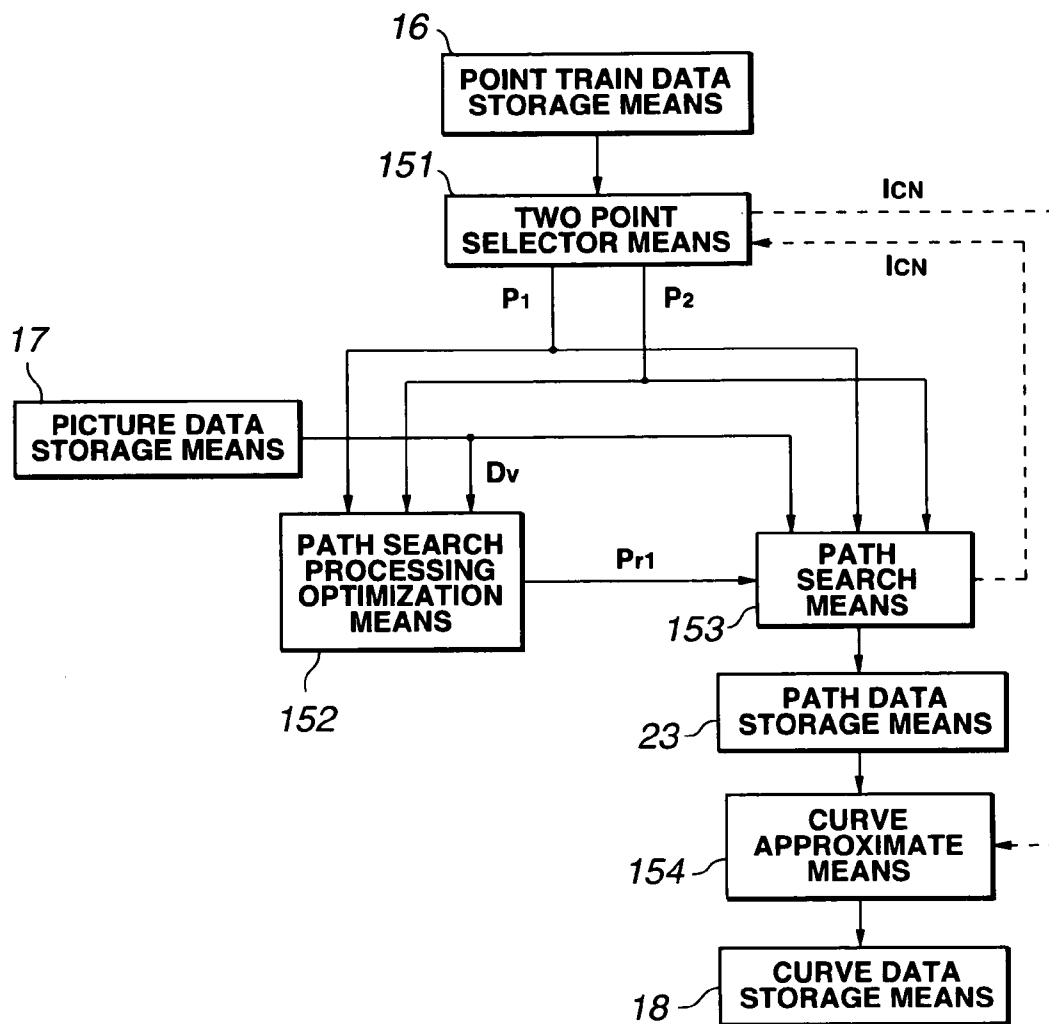 16
POINT TRAIN DATA
STORAGE MEANS
151
TWO POINT
SELECTOR MEANS
ICN
ICN
P1
P2
17
PICTURE DATA
STORAGE MEANS
Dv
PATH SEARCH
PROCESSING
OPTIMIZATION
MEANS
152
Pr1
PATH
SEARCH
MEANS
153
PATH DATA
STORAGE MEANS
23
CURVE
APPROXIMATE
MEANS
154
CURVE DATA
STORAGE MEANS
18